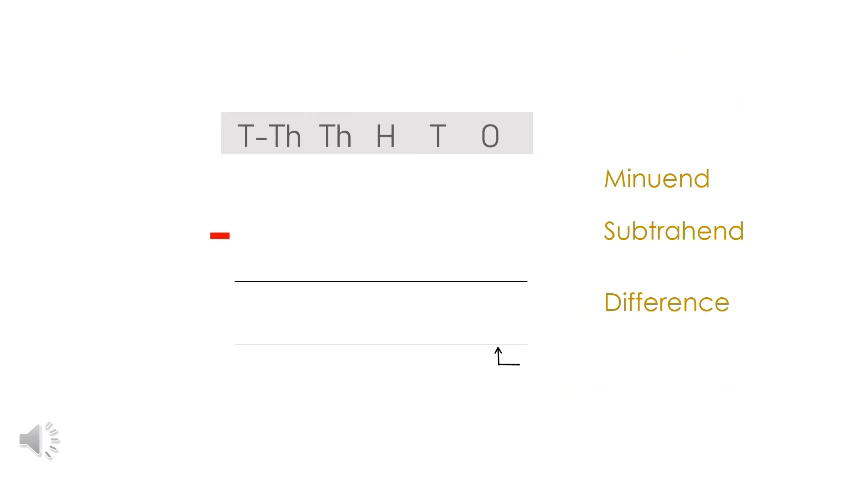 T-Th Th H T O
Minuend
-
Subtrahend
Difference